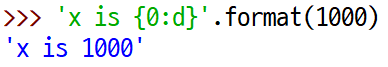 >>> 'x is {0:d}'.format(1000)
'x is 1000'